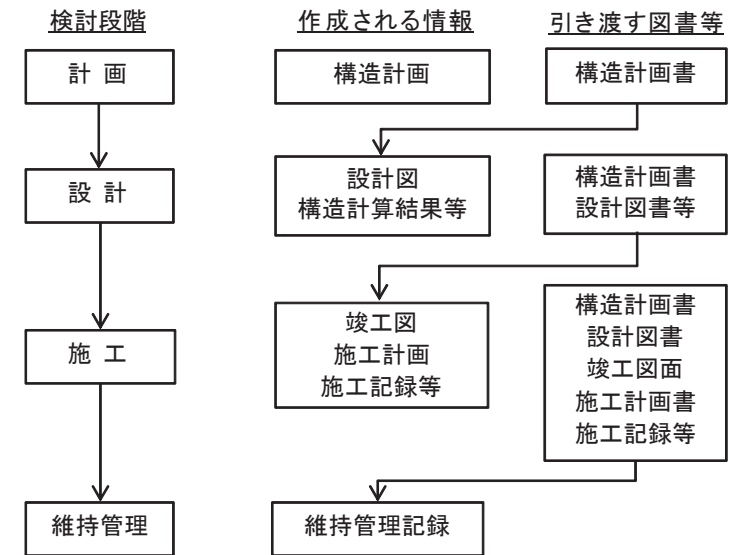 検討段階
作成される情報
引き渡す図書等
計 画
構造計画
構造計画書
設 計
設計図
構造計算結果等
構造計画書
設計図書等
施 工
竣工図
施工計画
施工記録等
構造計画書
設計図書
竣工図面
施工計画書
施工記録等
維持管理
維持管理記録